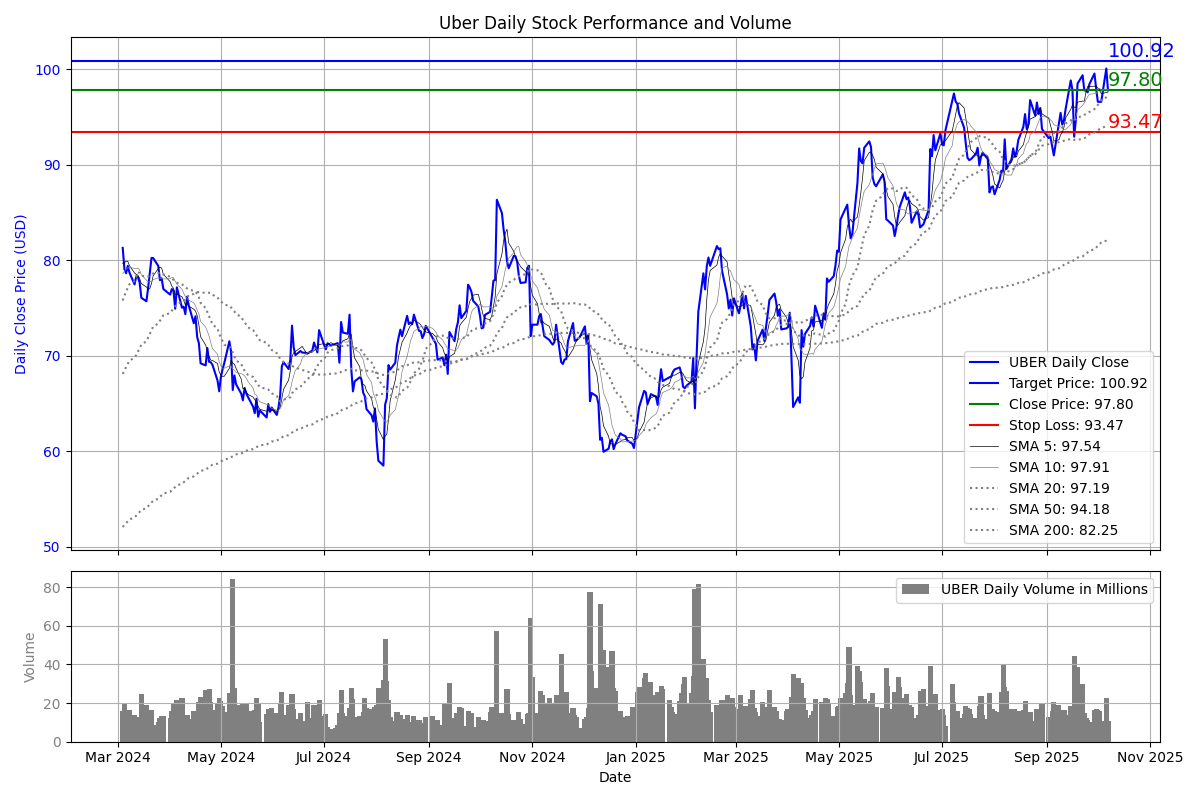 Uber Daily Stock Performance and Volume
Daily Close Price (USD)
100
90
80
70
60
50
100.92
97.80
93.47
UBER Daily Close
Target Price: 100.92
Close Price: 97.80
Stop Loss: 93.47
SMA 5: 97.54
SMA 10: 97.91
SMA 20: 97.19
SMA 50: 94.18
SMA 200: 82.25
Volume
80
60
40
20
0
UBER Daily Volume in Millions
Mar 2024 May 2024 Jul 2024 Sep 2024 Nov 2024 Jan 2025 Mar 2025 May 2025 Jul 2025 Sep 2025 Nov 2025
Date